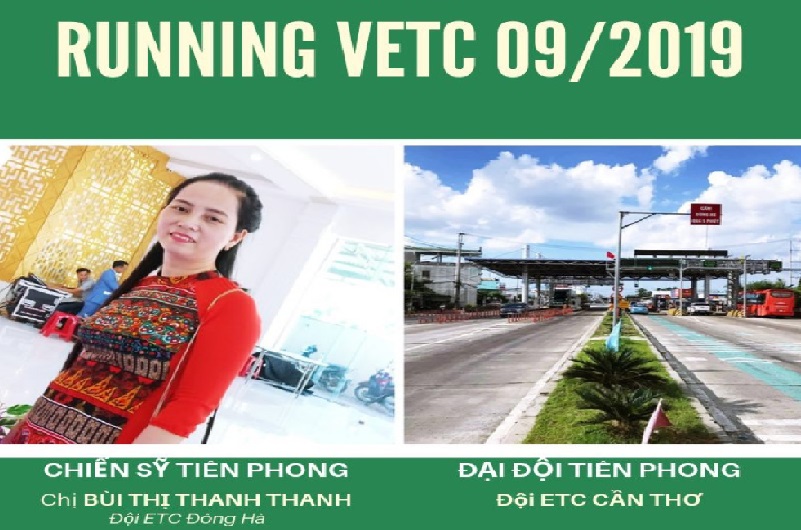 RUNNING VETC 09/2019
CHIẾN SỸ TIÊN PHONG
Chị BÙI THỊ THANH THANH
Đội ETC Đông Hà
ĐẠI ĐỘI TIÊN PHONG
Đội ETC CẦN THƠ